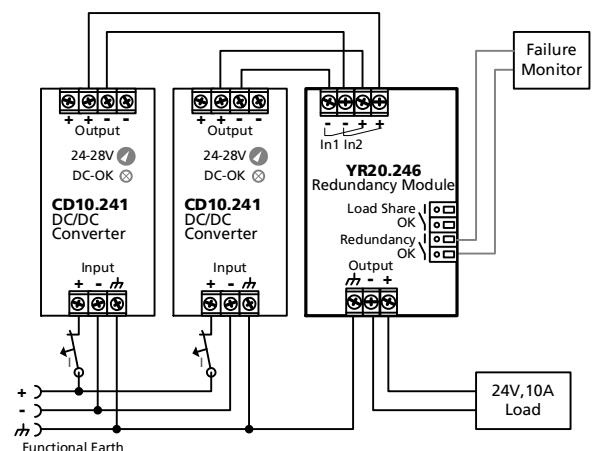 Failure
Monitor
+ + - -
Output
24-28V
DC-OK
CD10.241
DC/DC
Converter
Input
+ -
+ + - -
Output
24-28V
DC-OK
CD10.241
DC/DC
Converter
Input
+ -
- - + +
In1 In2
YR20.246
Redundancy Module
Load Share
OK
Redundancy
OK
Output
- +
I
I
+
-
Functional Earth
24V,10A
Load